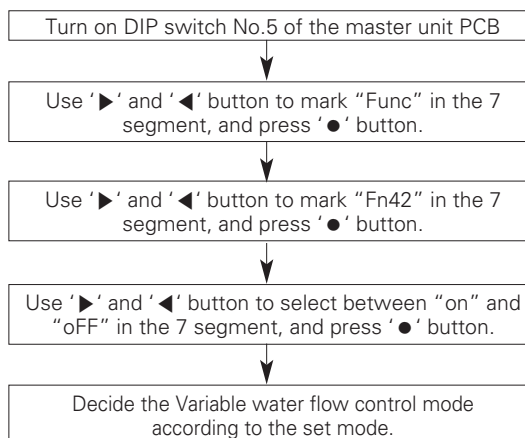 Turn on DIP switch No.5 of the master unit PCB
Use ‘▶‘ and ‘◀‘ button to mark “Func” in the 7
segment, and press ‘●‘ button.
Use ‘▶‘ and ‘◀‘ button to mark “Fn42” in the 7
segment, and press ‘●‘ button.
Use ‘▶‘ and ‘◀‘ button to select between “on” and
“oFF” in the 7 segment, and press ‘●‘ button.
Decide the Variable water flow control mode
according to the set mode.